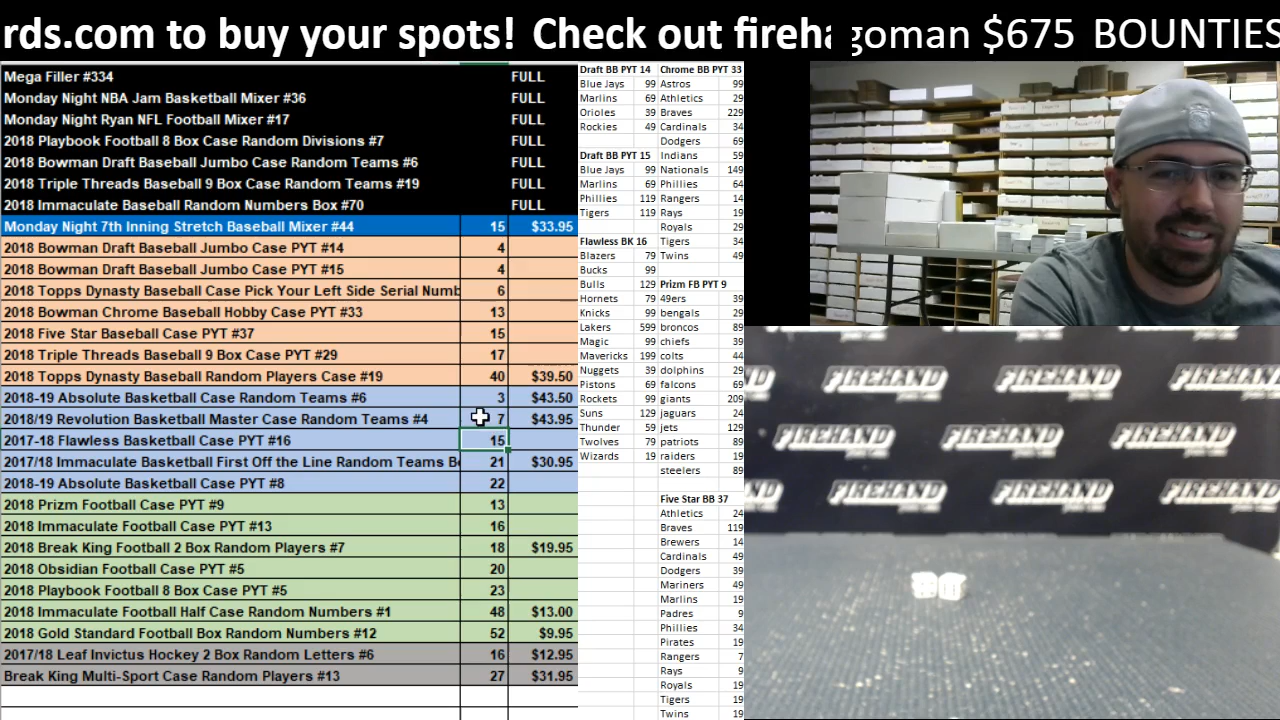 rds.com to buy your spots! Check out fireha goman $675 BOUNTIES
Mega Filler #334 FULL
Monday Night NBA Jam Basketball Mixer #36 FULL
Monday Night Ryan NFL Football Mixer #17 FULL
2018 Playbook Football 8 Box Case Random Divisions #7 FULL
2018 Bowman Draft Baseball Jumbo Case Random Teams #6 FULL
2018 Triple Threads Baseball 9 Box Case Random Teams #19 FULL
2018 Immaculate Baseball Random Numbers Box #70 FULL
Monday Night 7th Inning Stretch Baseball Mixer #44 15 $33.95
2018 Bowman Draft Baseball Jumbo Case PYT #14 4
2018 Bowman Draft Baseball Jumbo Case PYT #15 4
2018 Topps Dynasty Baseball Case Pick Your Left Side Serial Numb 6
2018 Bowman Chrome Baseball Hobby Case PYT #33 13
2018 Five Star Baseball Case PYT #37 15
2018 Triple Threads Baseball 9 Box Case PYT #29 17
2018 Topps Dynasty Baseball Random Players Case #19 40 $39.50
2018-19 Absolute Basketball Case Random Teams #6 3 $43.50
2018/19 Revolution Basketball Master Case Random Teams #4 7 $43.95
2017-18 Flawless Basketball Case PYT #16 15
2017/18 Immaculate Basketball First Off the Line Random Teams Bo 21 $30.95
2018-19 Absolute Basketball Case PYT #8 22
2018 Prizm Football Case PYT #9 13
2018 Immaculate Football Case PYT #13 16
2018 Break King Football 2 Box Random Players #7 18 $19.95
2018 Obsidian Football Case PYT #5 20
2018 Playbook Football 8 Box Case PYT #5 23
2018 Immaculate Football Half Case Random Numbers #1 48 $13.00
2018 Gold Standard Football Box Random Numbers #12 52 $9.95
2017/18 Leaf Invictus Hockey 2 Box Random Letters #6 16 $12.95
Break King Multi-Sport Case Random Players #13 27 $31.95
Draft BB PYT 14
Blue Jays 99
Marlins 69
Orioles 39
Rockies 49
Draft BB PYT 15
Blue Jays 99
Marlins 69
Phillies 119
Tigers 119
Flawless BK 16
Blazers 79
Bucks 99
Bulls 129
Hornets 79
Knicks 99
Lakers 599
Magic 99
Mavericks 199
Nuggets 39
Pistons 69
Rockets 99
Suns 129
Thunder 59
Twolves 79
Wizards 19
Chrome BB PYT 33
Astros 99
Athletics 29
Braves 229
Cardinals 34
Dodgers 69
Indians 59
Nationals 149
Phillies 64
Rangers 14
Rays 19
Royals 29
Tigers 34
Twins 49
Prizm FB PYT 9
49ers 39
bengals 29
broncos 89
chiefs 39
colts 44
dolphins 29
falcons 69
giants 209
jaguars 24
jets 129
patriots 89
raiders 19
steelers 89
Five Star BB 37
Athletics 24
Braves 119
Brewers 14
Cardinals 49
Dodgers 39
Mariners 49
Marlins 19
Padres 9
Phillies 34
Pirates 19
Rangers 7
Rays 9
Royals 19
Tigers 19
Twins 19
FIREHAND FIREHAND
FIREHAND FIREHAND FIREHAND
FIREHAND FIREHAND